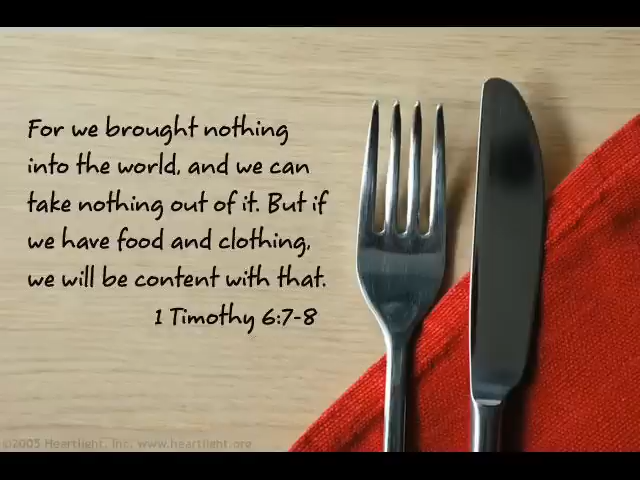 For we brought nothing
into the world, and we can
take nothing out of it. But if
we have food and clothing,
we will be content with that.
1 Timothy 6:7-8
©2005 Heartlight, Inc. www.heartlight.org